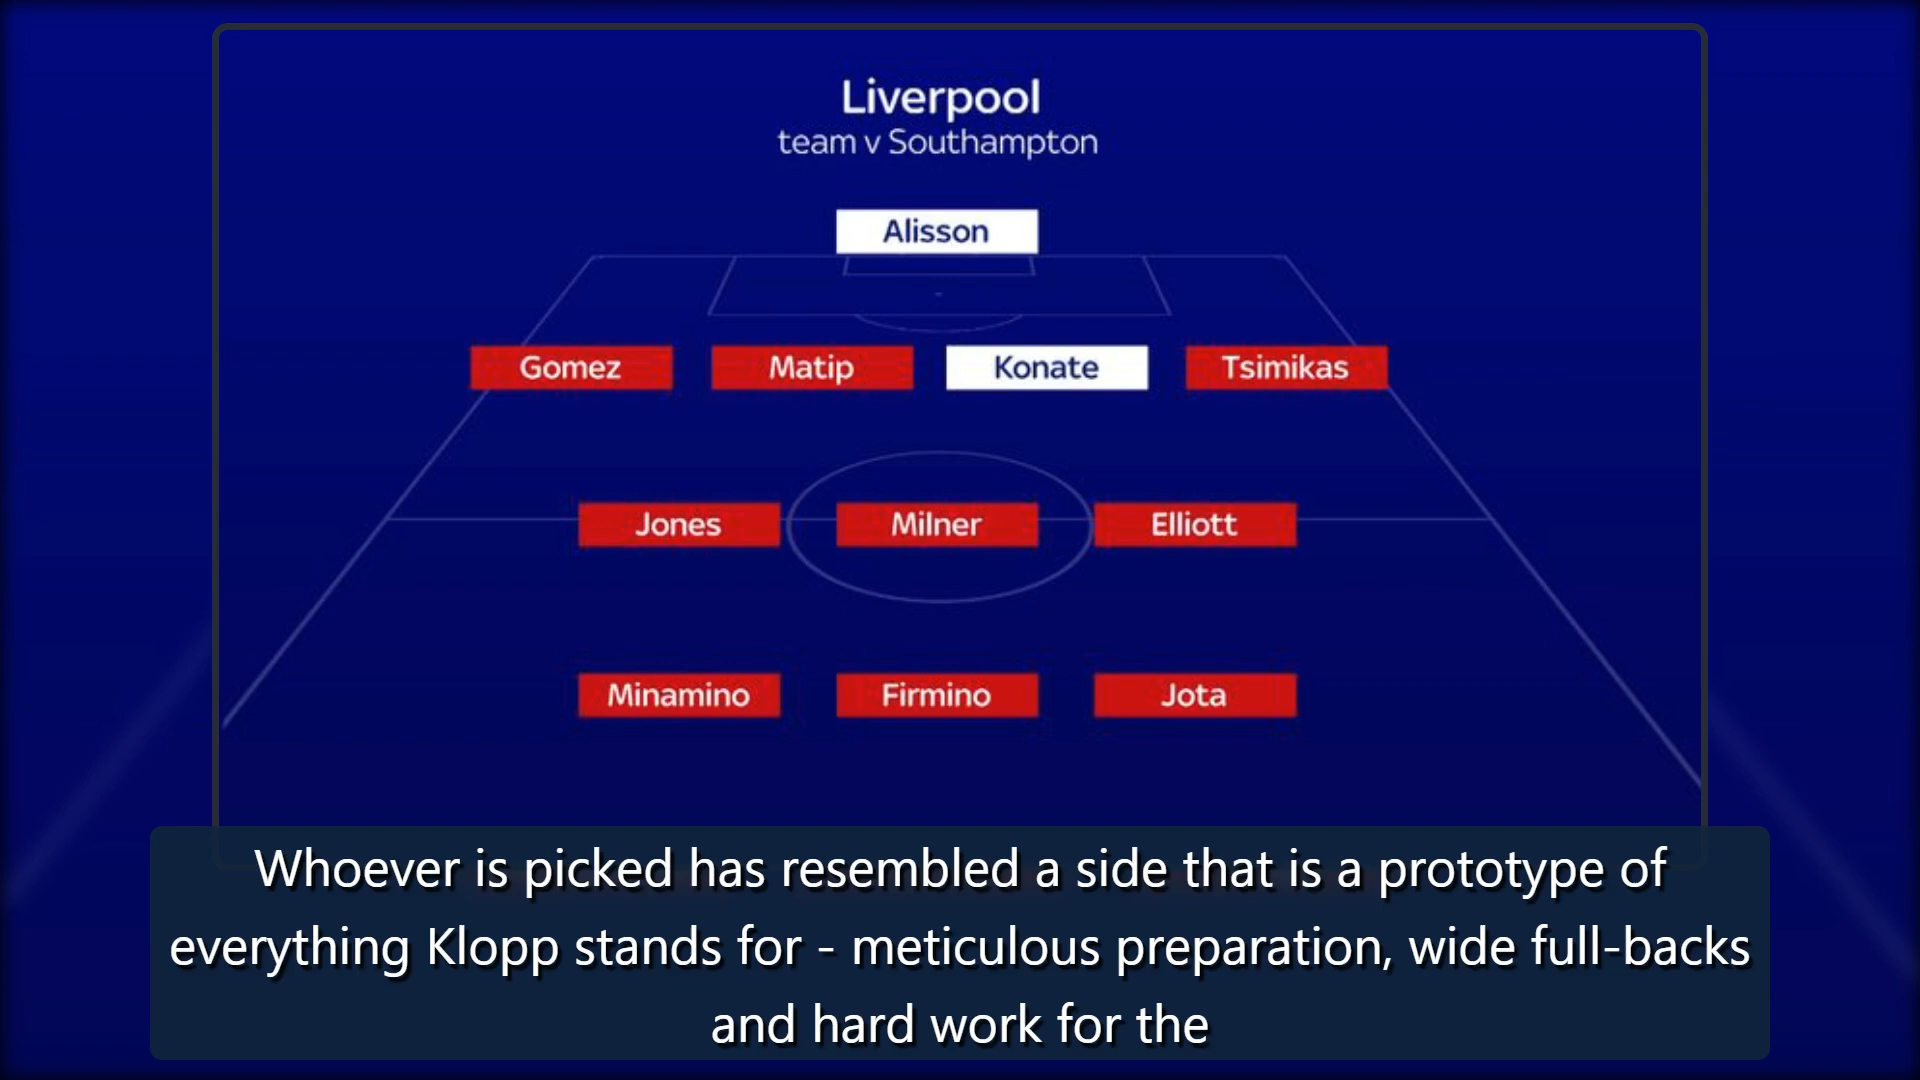 Liverpool
team v Southampton
Alisson
Gomez Matip Konate Tsimikas
Jones Milner Elliott
Minamino Firmino Jota
Whoever is picked has resembled a side that is a prototype of
everything Klopp stands for - meticulous preparation, wide full-backs
and hard work for the